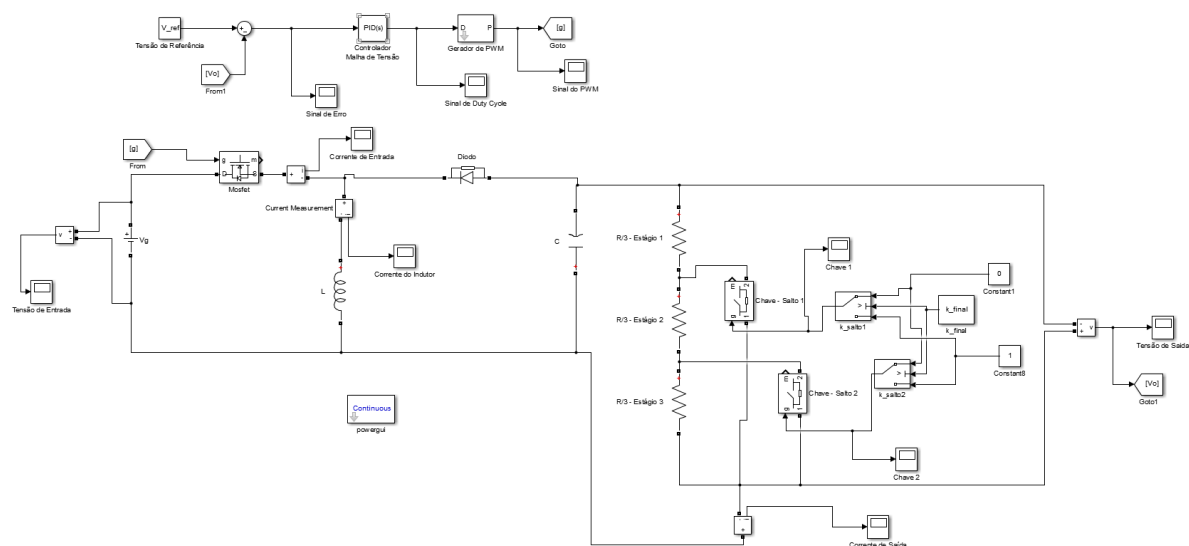 V_ref
Tensão de Referência
+
-
PID(s)
Controlador
Malha de Tensão
D
P
Gerador de PWM
[g]
Goto
[Vo]
From1
Sinal de Erro
Sinal de Duty Cycle
Sinal do PWM
[g]
From
g
m
D
S
Mosfet
+
i
-
Corrente de Entrada
Diodo
Current Measurement
+
i
-
v
+
-
+
Vg
Tensão de Entrada
L
Corrente do Indutor
C
Continuous
powergui
R/3 - Estágio 1
R/3 - Estágio 2
R/3 - Estágio 3
m
2
g
1
Chave - Salto 1
Chave 1
>
k_salto1
0
Constant1
k_final
k_final
1
Constant8
m
2
g
1
Chave - Salto 2
>
k_salto2
Chave 2
-
+
v
Tensão de Saída
[Vo]
Goto1
i
-
+
Corrente de Saída